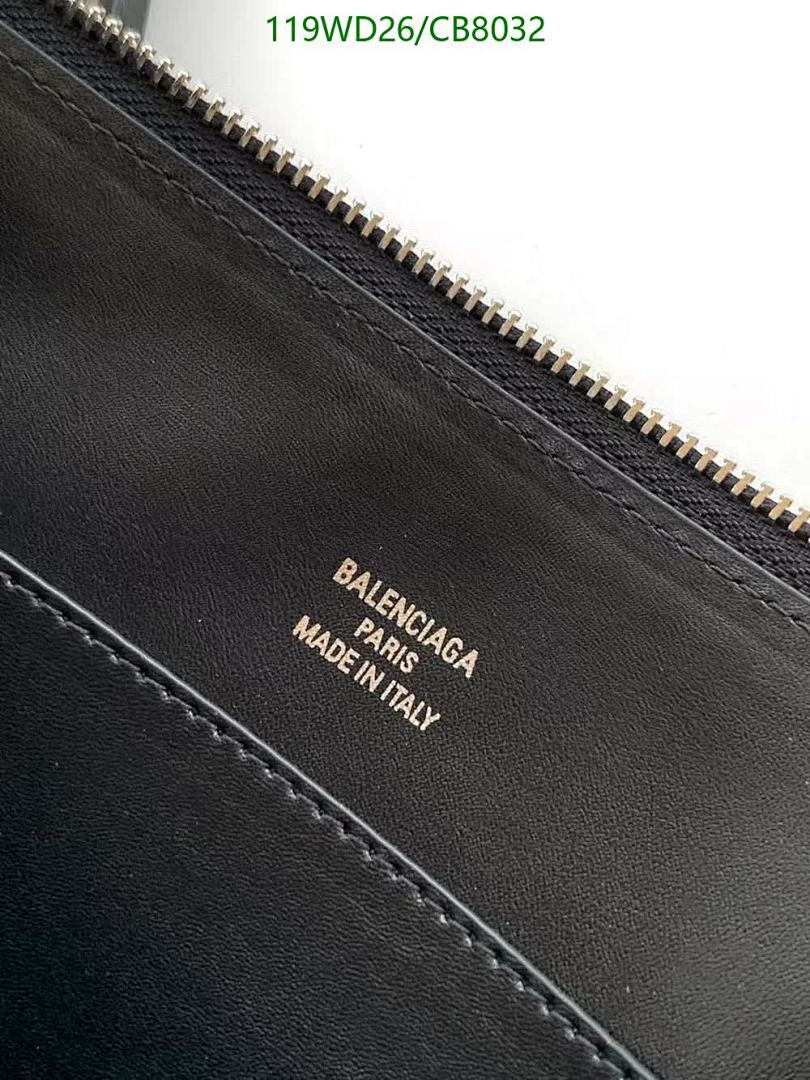 119WD26/CB8032
BALENCIAGA
PARIS
MADE IN ITALY